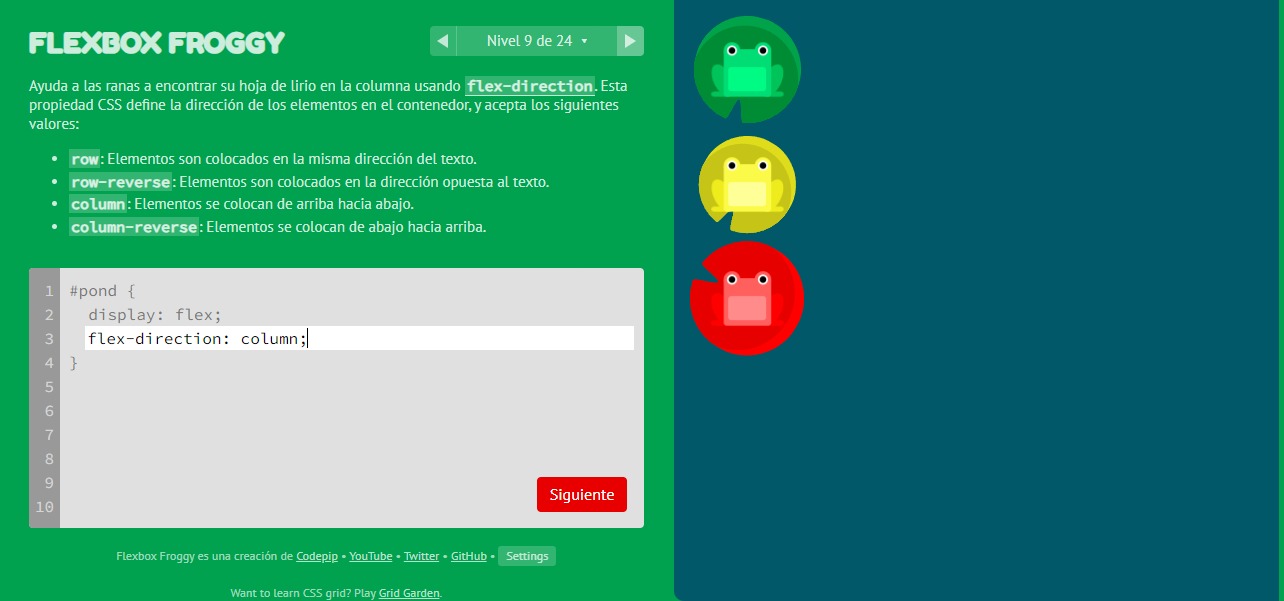 FLEXBOX FROGGY
Nivel 9 de 24
Ayuda a las ranas a encontrar su hoja de lirio en la columna usando flex-direction. Esta
propiedad CSS define la dirección de los elementos en el contenedor, y acepta los siguientes
valores:
• row: Elementos son colocados en la misma dirección del texto.
• row-reverse: Elementos son colocados en la dirección opuesta al texto.
• column: Elementos se colocan de arriba hacia abajo.
• column-reverse: Elementos se colocan de abajo hacia arriba.
1 #pond {
2 display: flex;
3 flex-direction: column;
4 }
5
6
7
8
9
10
Siguiente
Flexbox Froggy es una creación de Codepip • YouTube • Twitter • GitHub • Settings
Want to learn CSS grid? Play Grid Garden.